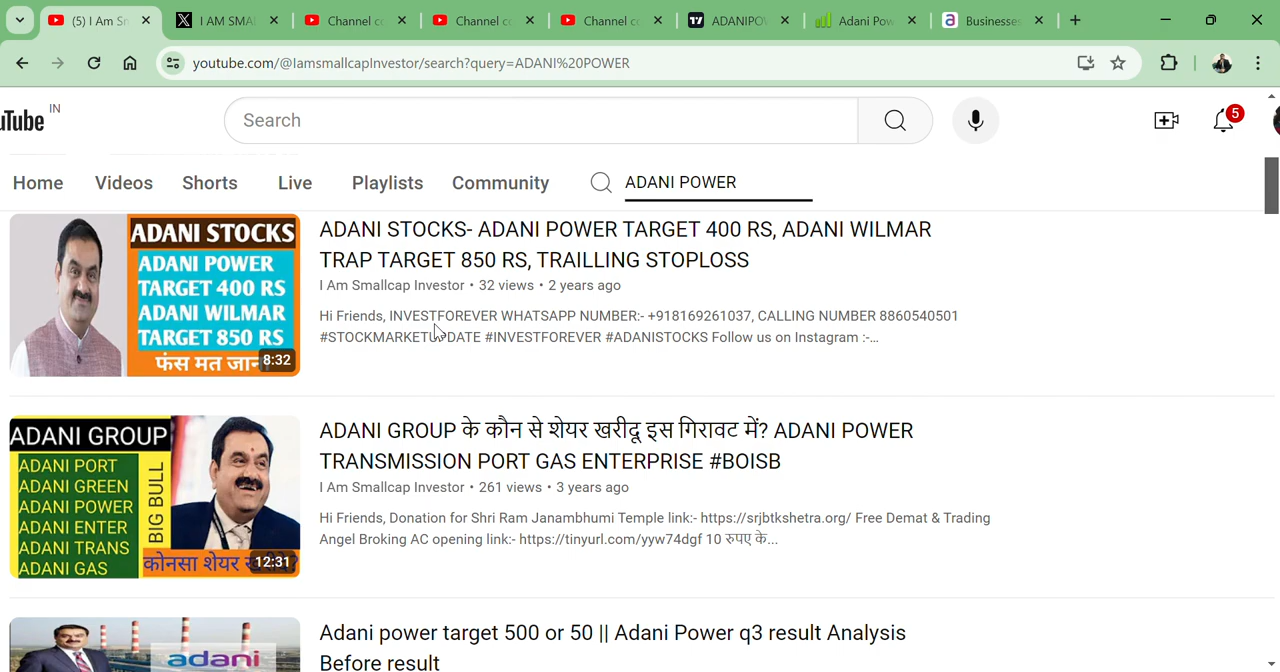 (5) I Am Sm
I AM SMA
Channel co
Channel co
Channel co
ADANIPOW
Adani Pow
Businesses
youtube.com/@IamsmallcapInvestor/search?query=ADANI%20POWER
uTube IN
Search
5
Home Videos Shorts Live Playlists Community ADANI POWER
ADANI STOCKS
ADANI POWER
TARGET 400 RS
ADANI WILMAR
TARGET 850 RS
फंस मत जान
8:32
ADANI STOCKS- ADANI POWER TARGET 400 RS, ADANI WILMAR
TRAP TARGET 850 RS, TRAILLING STOPLOSS
I Am Smallcap Investor • 32 views • 2 years ago
Hi Friends, INVESTFOREVER WHATSAPP NUMBER:- +918169261037, CALLING NUMBER 8860540501
#STOCKMARKETUPDATE #INVESTFOREVER #ADANISTOCKS Follow us on Instagram :-...
ADANI GROUP
ADANI PORT
ADANI GREEN
ADANI POWER
ADANI ENTER
ADANI TRANS
ADANI GAS
BIG BULL
कोनसा शेयर
12:31
ADANI GROUP के कौन से शेयर खरीदू इस गिरावट में? ADANI POWER
TRANSMISSION PORT GAS ENTERPRISE #BOISB
I Am Smallcap Investor • 261 views • 3 years ago
Hi Friends, Donation for Shri Ram Janambhumi Temple link:- https://srjbtkshetra.org/ Free Demat & Trading
Angel Broking AC opening link:- https://tinyurl.com/yyw74dgf 10 रुपए के...
adani
Adani power target 500 or 50 || Adani Power q3 result Analysis
Before result